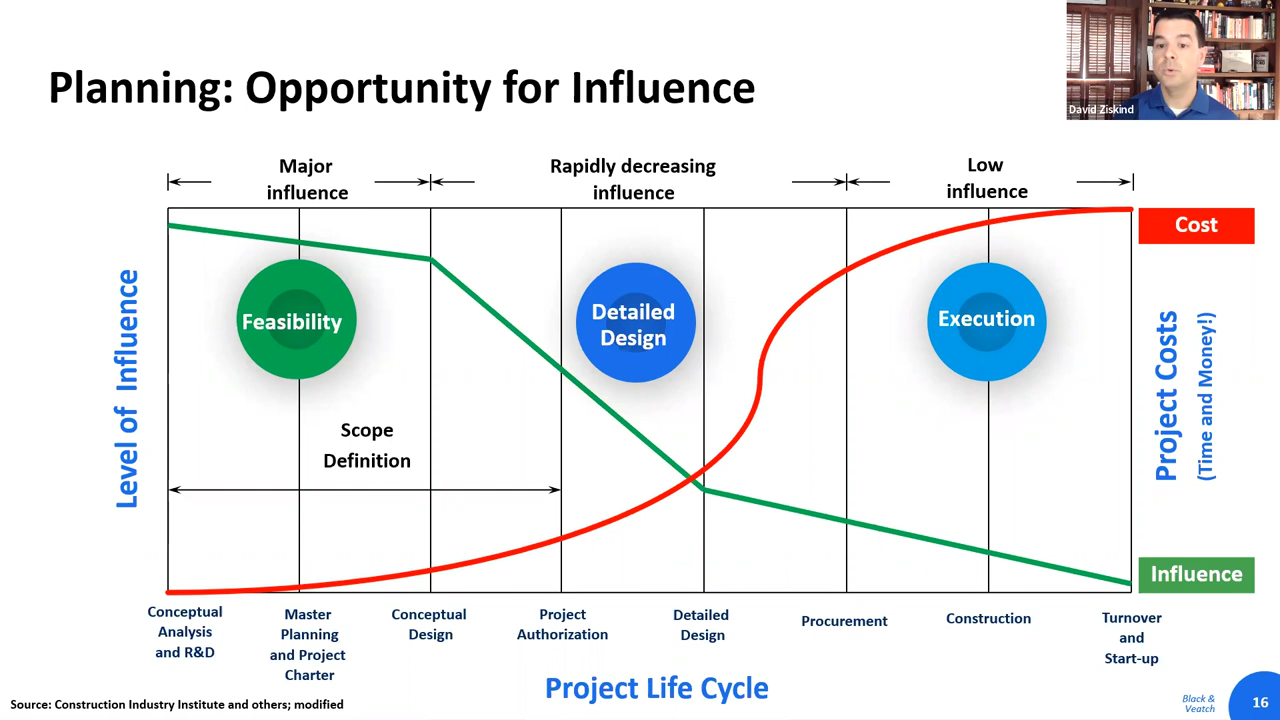 David Ziskind
Planning: Opportunity for Influence
Major
influence
Rapidly decreasing
influence
Low
influence
Cost
Level of Influence
Feasibility
Detailed
Design
Execution
Project Costs
(Time and Money!)
Scope
Definition
Influence
Conceptual
Analysis
and R&D
Master
Planning
and Project
Charter
Conceptual
Design
Project
Authorization
Detailed
Design
Procurement
Construction
Turnover
and
Start-up
Project Life Cycle
Source: Construction Industry Institute and others; modified
Black &
Veatch
16